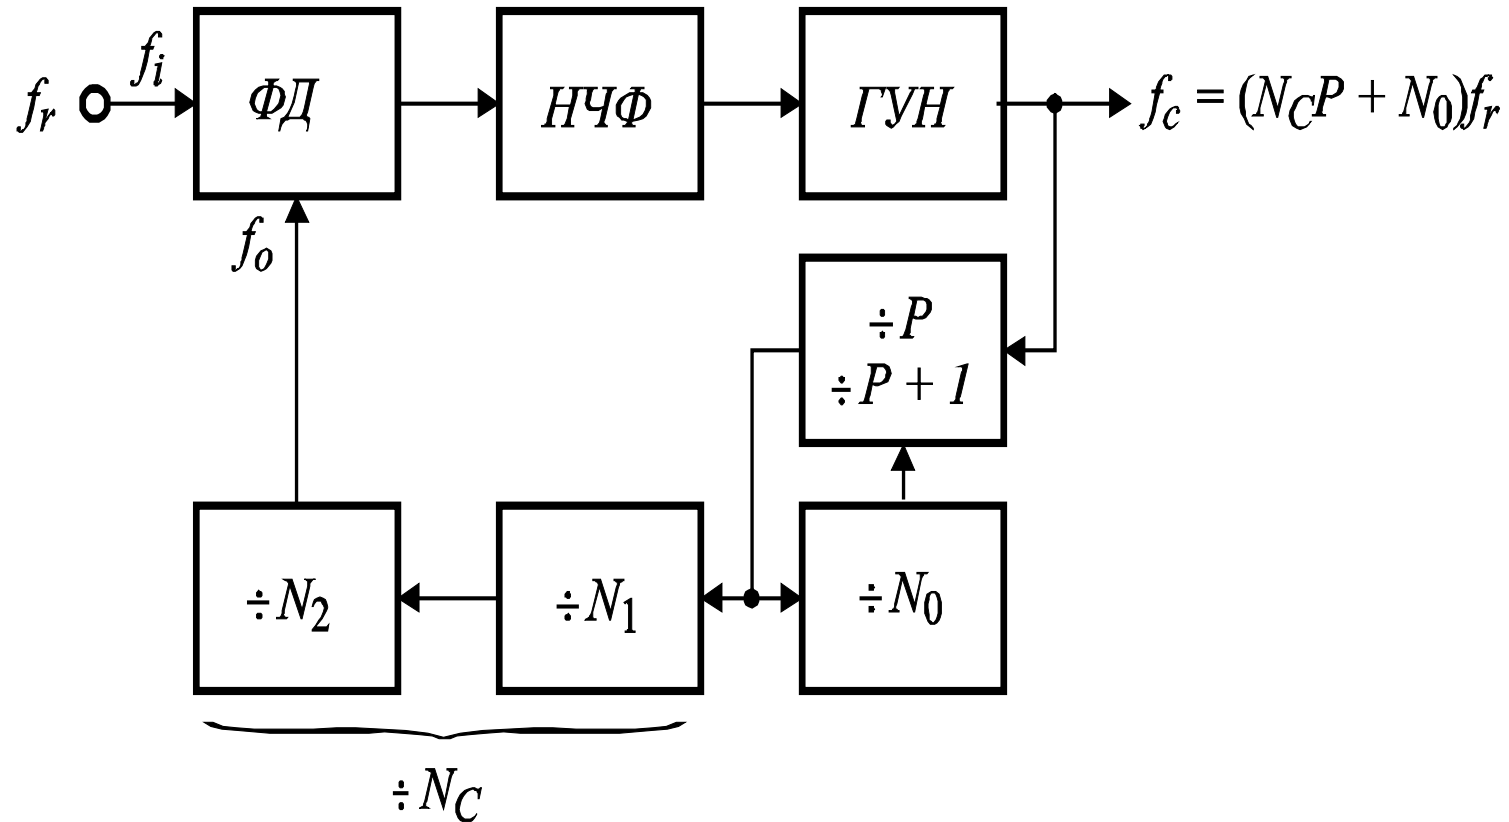 f_r
f_i
ФД
НЧФ
ГУН
f_c = (N_C P + N_0)f_r
f_o
÷P
÷P + 1
÷N_2
÷N_1
÷N_0
÷N_C